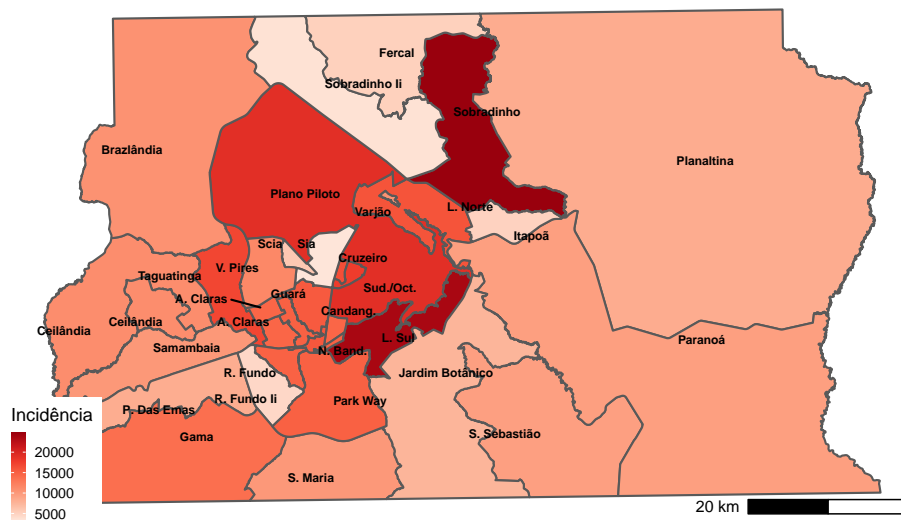 Fercal
Sobradinho Ii
Sobradinho
Brazlândia
Planaltina
Plano Piloto
L. Norte
Varjão
Itapoã
Scia
Sia
Cruzeiro
V. Pires
Taguatinga
Sud./Oct.
Guará
A. Claras
Candang.
Ceilândia
Ceilândia
A. Claras
L. Sul
Paranoá
Samambaia
N. Band.
R. Fundo
Jardim Botânico
R. Fundo Ii
Park Way
P. Das Emas
Gama
S. Sebastião
S. Maria
Incidência
20000
15000
10000
5000
20 km